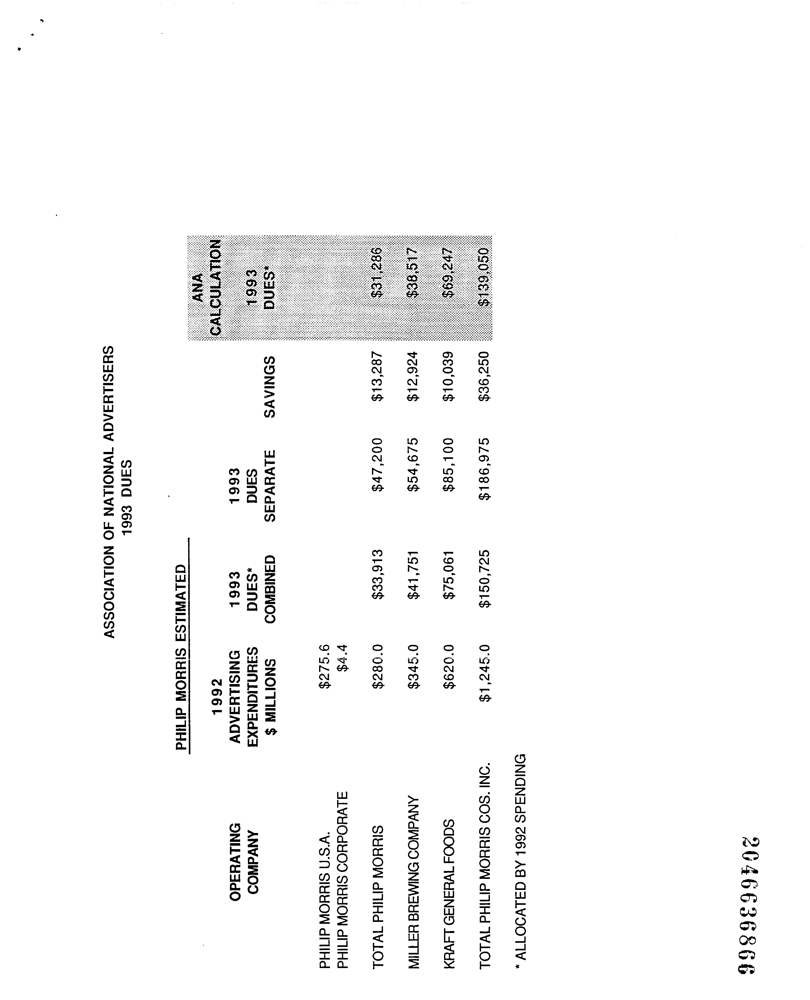 ASSOCIATION OF NATIONAL ADVERTISERS
1993 DUES
PHILIP MORRIS ESTIMATED
ANA
CALCULATION
OPERATING
COMPANY
1992
ADVERTISING
EXPENDITURES
$ MILLIONS
1993
DUES*
COMBINED
1993
DUES
SEPARATE
SAVINGS
1993
DUES*
PHILIP MORRIS U.S.A. $275.6
PHILIP MORRIS CORPORATE $4.4
TOTAL PHILIP MORRIS $280.0 $33,913 $47,200 $13,287 $31,286
MILLER BREWING COMPANY $345.0 $41,751 $54,675 $12,924 $38,517
KRAFT GENERAL FOODS $620.0 $75,061 $85,100 $10,039 $69,247
TOTAL PHILIP MORRIS COS. INC. $1,245.0 $150,725 $186,975 $36,250 $139,050
* ALLOCATED BY 1992 SPENDING
2046636866